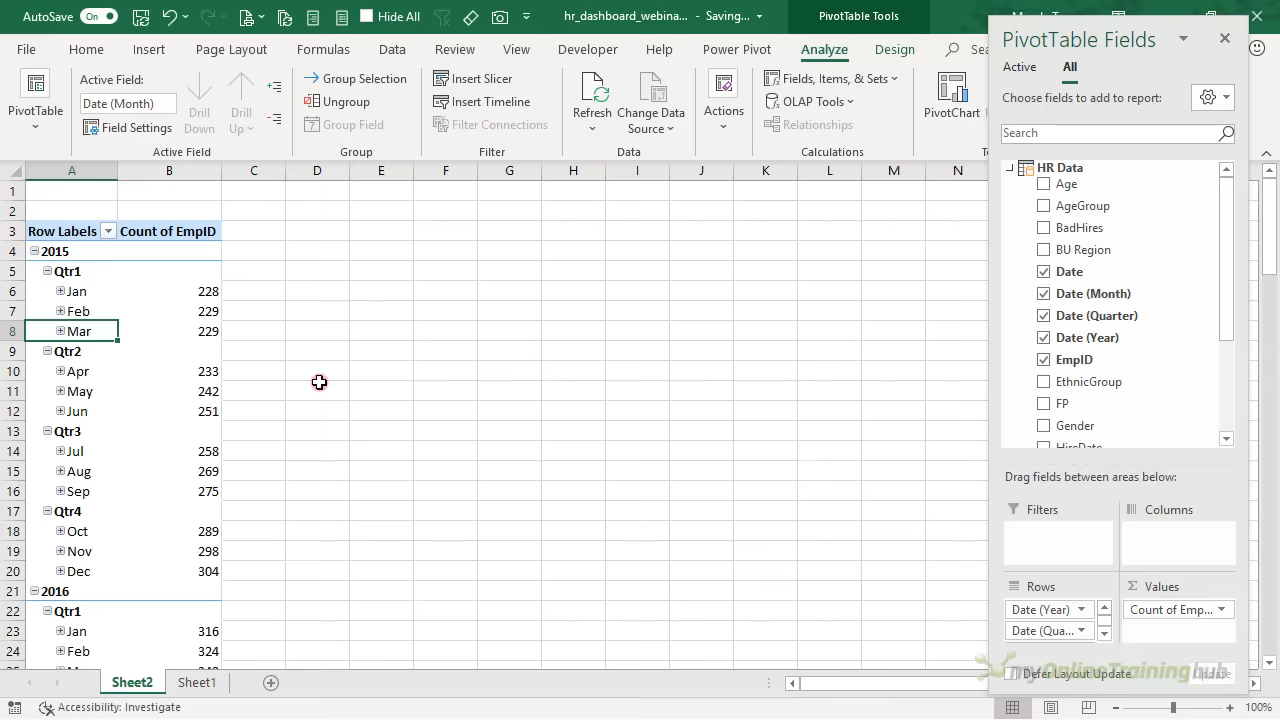 AutoSave On Hide All hr_dashboard_webina... - Saving... PivotTable Tools
File Home Insert Page Layout Formulas Data Review View Developer Help Power Pivot Analyze Design
PivotTable
Active Field:
Date (Month)
Field Settings
Drill Down
Drill Up
Active Field
Group Selection
Ungroup
Group Field
Group
Insert Slicer
Insert Timeline
Filter Connections
Filter
Refresh
Change Data Source
Data
Actions
Fields, Items, & Sets
OLAP Tools
Relationships
Calculations
PivotChart
A B C D E F G H I J K L M N
1
2
3 Row Labels Count of EmpID
4 2015
5 Qtr1
6 Jan 228
7 Feb 229
8 Mar 229
9 Qtr2
10 Apr 233
11 May 242
12 Jun 251
13 Qtr3
14 Jul 258
15 Aug 269
16 Sep 275
17 Qtr4
18 Oct 289
19 Nov 298
20 Dec 304
21 2016
22 Qtr1
23 Jan 316
24 Feb 324
PivotTable Fields
Active All
Choose fields to add to report:
Search
HR Data
Age
AgeGroup
BadHires
BU Region
Date
Date (Month)
Date (Quarter)
Date (Year)
EmpID
EthnicGroup
FP
Gender
HireDate
Drag fields between areas below:
Filters Columns
Rows Σ Values
Date (Year) Count of Emp...
Date (Qua...
Defer Layout Update Update
myOnlineTraininghub
Sheet2 Sheet1
Accessibility: Investigate
100%